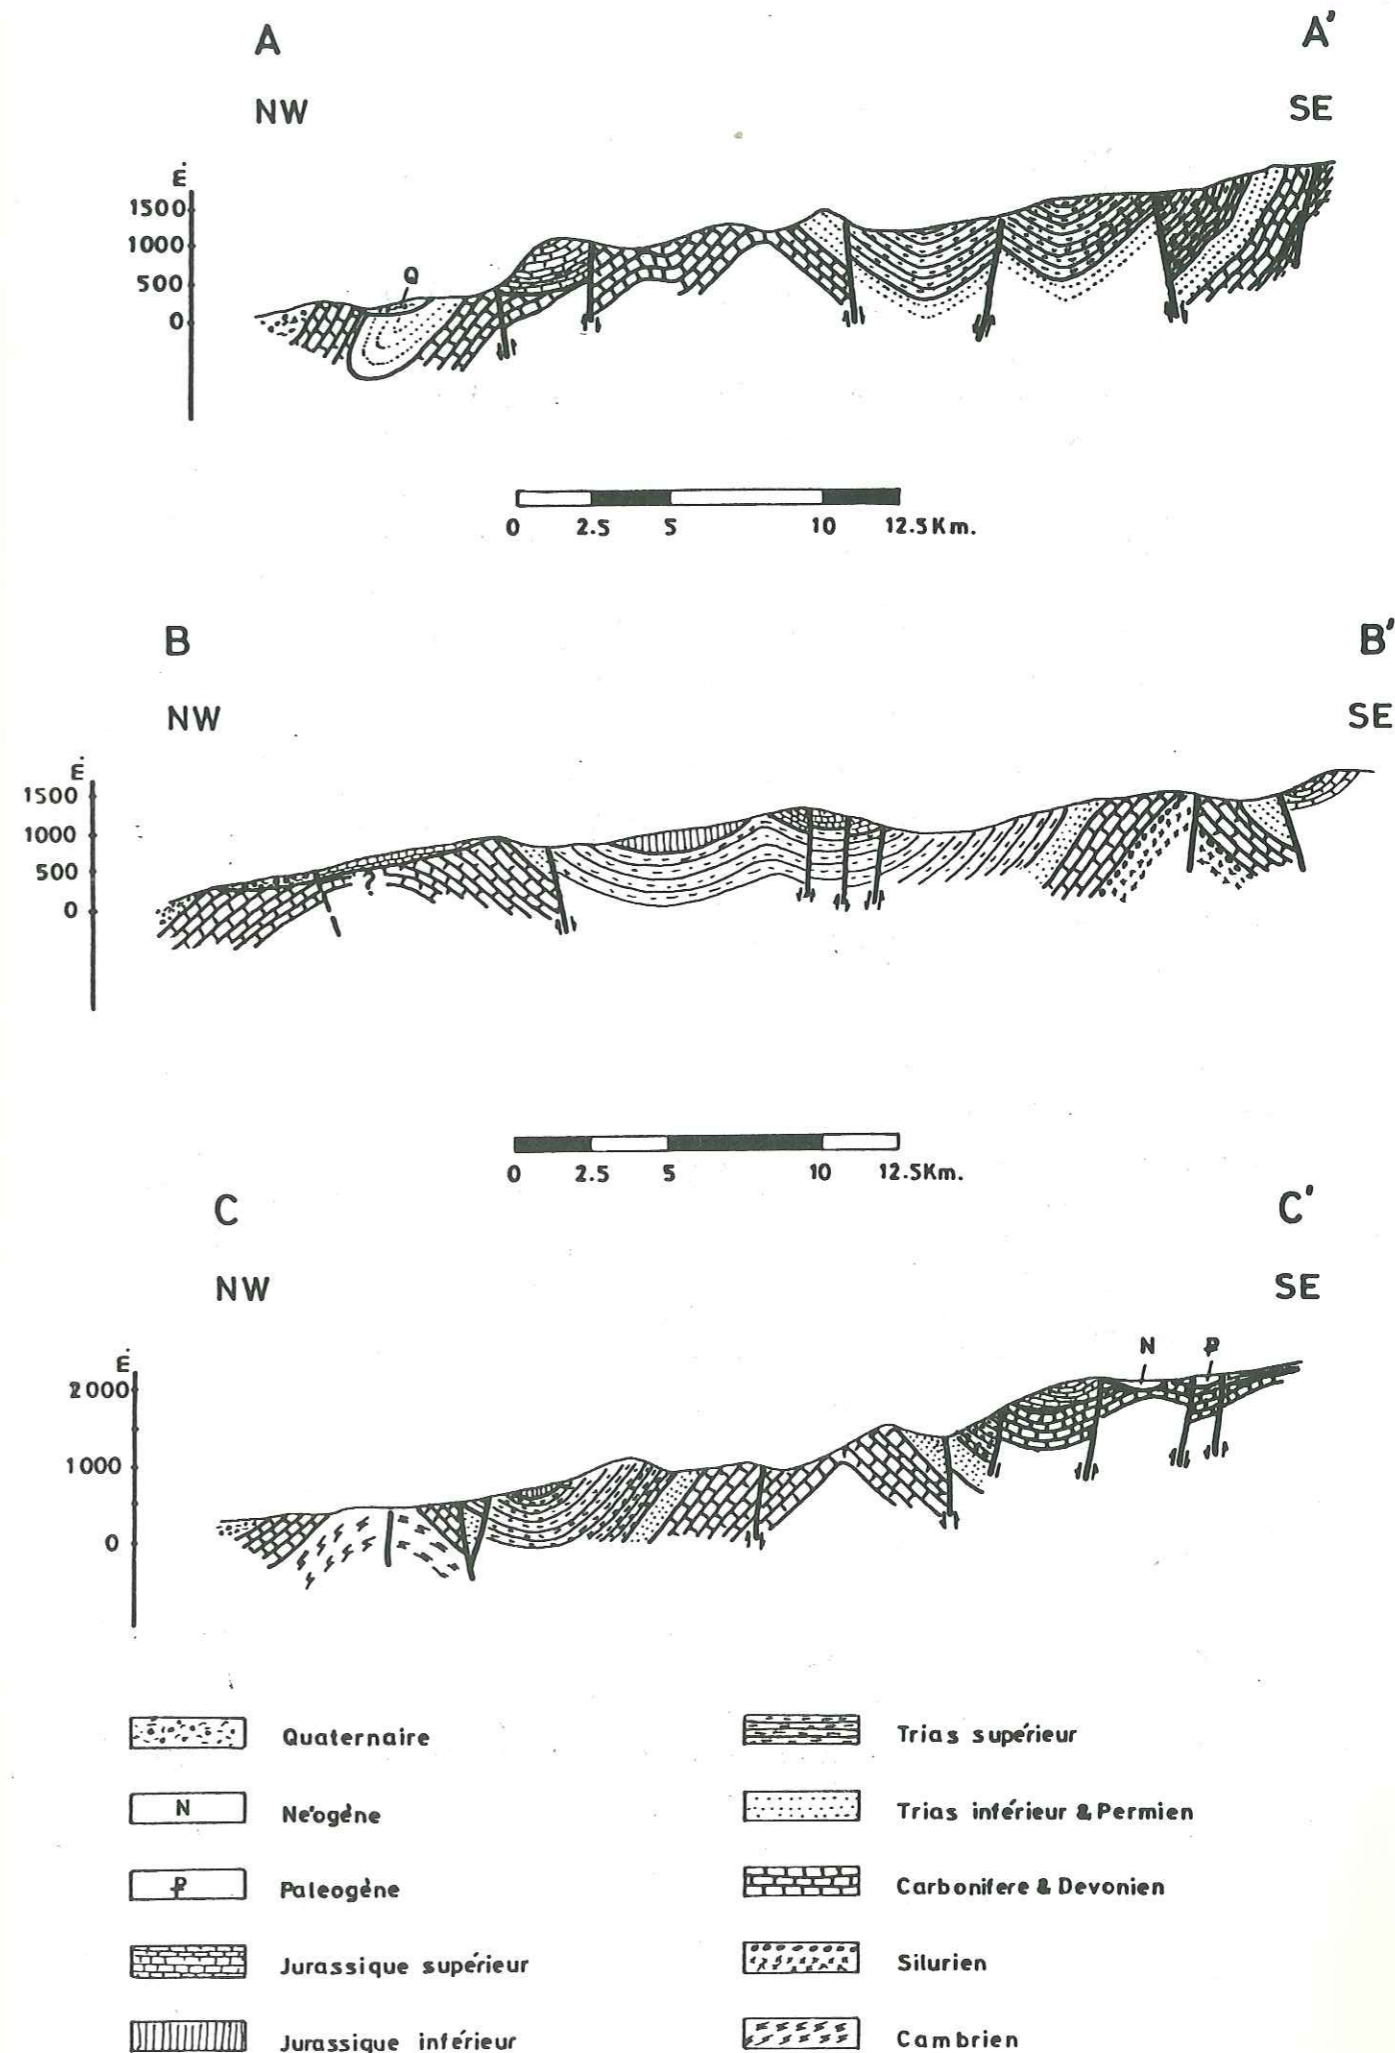 A A'
NW SE
m
1500
1000
500
0
Q
0 2.5 5 10 12.5Km.
B B'
NW SE
m
1500
1000
500
0
?
0 2.5 5 10 12.5Km.
C C'
NW SE
m
2000
1000
0
N P
Quaternaire
N Néogène
P Paleogène
Jurassique supérieur
Jurassique inférieur
Trias supérieur
Trias inférieur & Permien
Carbonifere & Devonien
Silurien
Cambrien